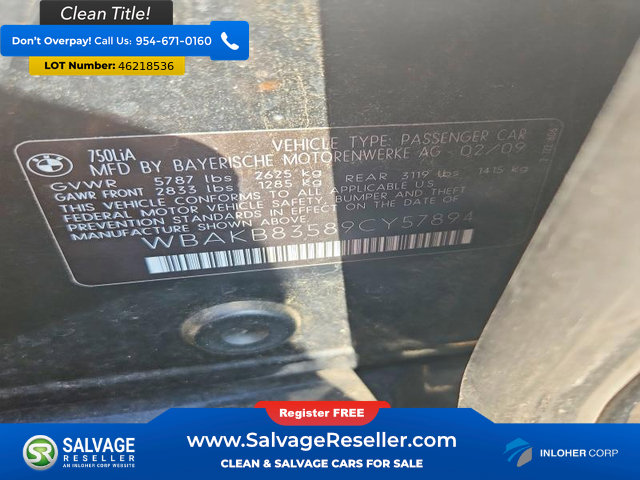 Clean Title!
Don't Overpay! Call Us: 954-671-0160
LOT Number: 46218536
BMW
750LiA
VEHICLE TYPE: PASSENGER CAR
MFD BY BAYERISCHE MOTORENWERKE AG - 02/09
GVWR 5787 lbs 2625 kg
GAWR FRONT 2833 lbs 1285 kg REAR 3119 lbs 1415 kg
THIS VEHICLE CONFORMS TO ALL APPLICABLE
FEDERAL MOTOR VEHICLE SAFETY, BUMPER AND THEFT
PREVENTION STANDARDS IN EFFECT ON THE DATE OF
MANUFACTURE SHOWN ABOVE
WBAKB83589CY57894
Register FREE
SR
SALVAGE
RESELLER
AN INLOHER CORP WEBSITE
www.SalvageReseller.com
CLEAN & SALVAGE CARS FOR SALE
INLOHER CORP